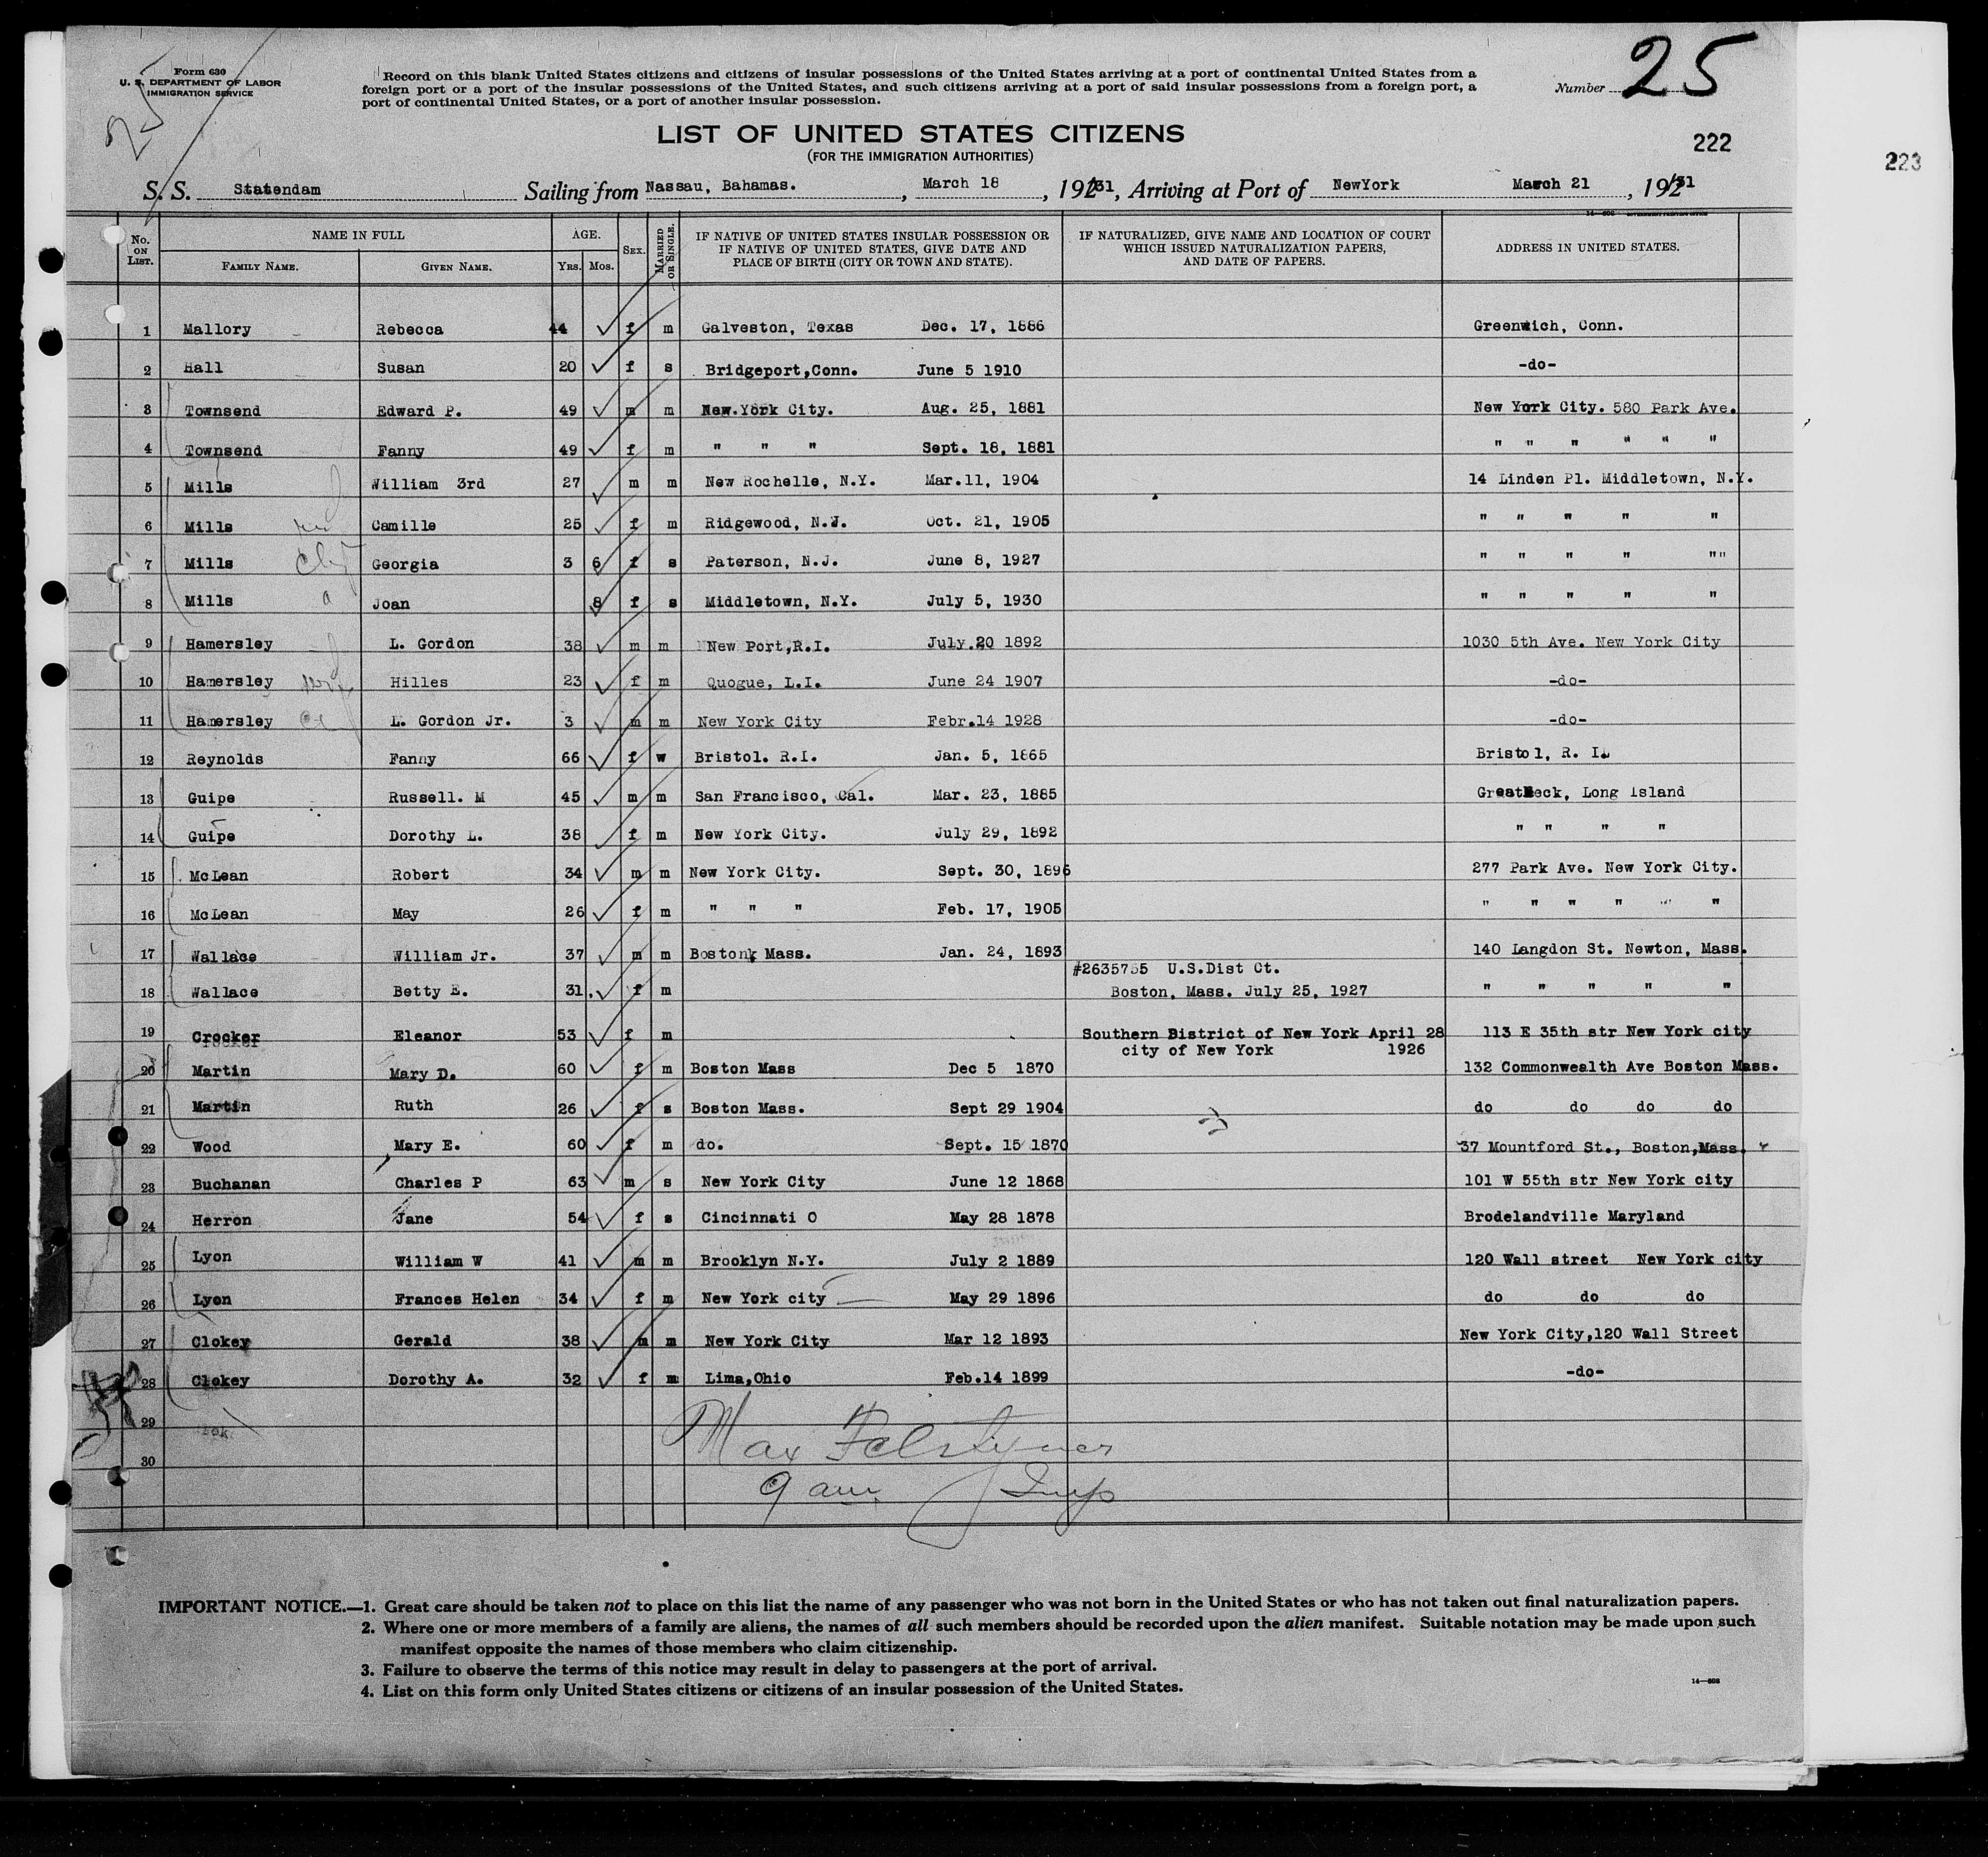 Form 630
U. S. DEPARTMENT OF LABOR
IMMIGRATION SERVICE
Record on this blank United States citizens and citizens of insular possessions of the United States arriving at a port of continental United States from a
foreign port or a port of the insular possessions of the United States, and such citizens arriving at a port of said insular possessions from a foreign port, a
port of continental United States, or a port of another insular possession.
Number 25
LIST OF UNITED STATES CITIZENS
(FOR THE IMMIGRATION AUTHORITIES)
222
223
S. S. Statendam Sailing from Nassau, Bahamas. , March 18 , 1931, Arriving at Port of NewYork March 21 , 1931
No. ON LIST. NAME IN FULL AGE. SEX. MARRIED OR SINGLE. IF NATIVE OF UNITED STATES INSULAR POSSESSION OR IF NATIVE OF UNITED STATES, GIVE DATE AND PLACE OF BIRTH (CITY OR TOWN AND STATE). IF NATURALIZED, GIVE NAME AND LOCATION OF COURT WHICH ISSUED NATURALIZATION PAPERS, AND DATE OF PAPERS. ADDRESS IN UNITED STATES.
FAMILY NAME. GIVEN NAME. YRS. MOS.
1 Mallory Rebecca 44 f m Galveston, Texas Dec. 17, 1886 Greenwich, Conn.
2 Hall Susan 20 f s Bridgeport,Conn. June 5 1910 -do-
3 Townsend Edward P. 49 m m New.York City. Aug. 25, 1881 New York City. 580 Park Ave.
4 Townsend Fanny 49 f m " " " Sept. 18, 1881 " " " " " "
5 Mills William 3rd 27 m m New Rochelle, N.Y. Mar.11, 1904 14 Linden Pl. Middletown, N.Y.
6 Mills Camille 25 f m Ridgewood, N.J. Oct. 21, 1905 " " " " "
7 Mills Georgia 3 6 f s Paterson, N.J. June 8, 1927 " " " " ""
8 Mills Joan 8 f s Middletown, N.Y. July 5, 1930 " " " " "
9 Hamersley L. Gordon 38 m m New Port,R.I. July.20 1892 1030 5th Ave. New York City
10 Hamersley Hilles 23 f m Quogue, L.I. June 24 1907 -do-
11 Hamersley L. Gordon Jr. 3 m m New York City Febr.14 1928 -do-
12 Reynolds Fanny 66 f w Bristol. R.I. Jan. 5, 1865 Bristol, R. I.
13 Guipe Russell. M 45 m m San Francisco, Cal. Mar. 23, 1885 GreatNeck, Long Island
14 Guipe Dorothy L. 38 f m New York City. July 29, 1892 " " " "
15 McLean Robert 34 m m New York City. Sept. 30, 1896 277 Park Ave. New York City.
16 McLean May 26 f m " " " Feb. 17, 1905 " " " " " "
17 Wallace William Jr. 37 m m Boston, Mass. Jan. 24, 1893 140 Langdon St. Newton, Mass.
#2635755 U.S.Dist Ct.
18 Wallace Betty E. 31. f m Boston, Mass. July 25, 1927 " " " " "
19 Crocker Eleanor 53 f m Southern District of New York April 28 113 E 35th str New York city
city of New York 1926
20 Martin Mary D. 60 f m Boston Mass Dec 5 1870 132 Commonwealth Ave Boston Mass.
21 Martin Ruth 26 f s Boston Mass. Sept 29 1904 do do do do
22 Wood Mary E. 60 f m do. Sept. 15 1870 37 Mountford St., Boston,Mass.
23 Buchanan Charles P 63 m s New York City June 12 1868 101 W 55th str New York city
24 Herron Jane 54 f s Cincinnati O May 28 1878 Brodelandville Maryland
25 Lyon William W 41 m m Brooklyn N.Y. July 2 1889 120 Wall street New York city
26 Lyon Frances Helen 34 f m New York city May 29 1896 do do do
27 Clokey Gerald 38 m m New York City Mar 12 1893 New York City,120 Wall Street
28 Clokey Dorothy A. 32 f m Lima,Ohio Feb.14 1899 -do-
29
30
Max
9 am. Insp
IMPORTANT NOTICE.—1. Great care should be taken not to place on this list the name of any passenger who was not born in the United States or who has not taken out final naturalization papers.
2. Where one or more members of a family are aliens, the names of all such members should be recorded upon the alien manifest. Suitable notation may be made upon such
manifest opposite the names of those members who claim citizenship.
3. Failure to observe the terms of this notice may result in delay to passengers at the port of arrival.
4. List on this form only United States citizens or citizens of an insular possession of the United States.
14—808